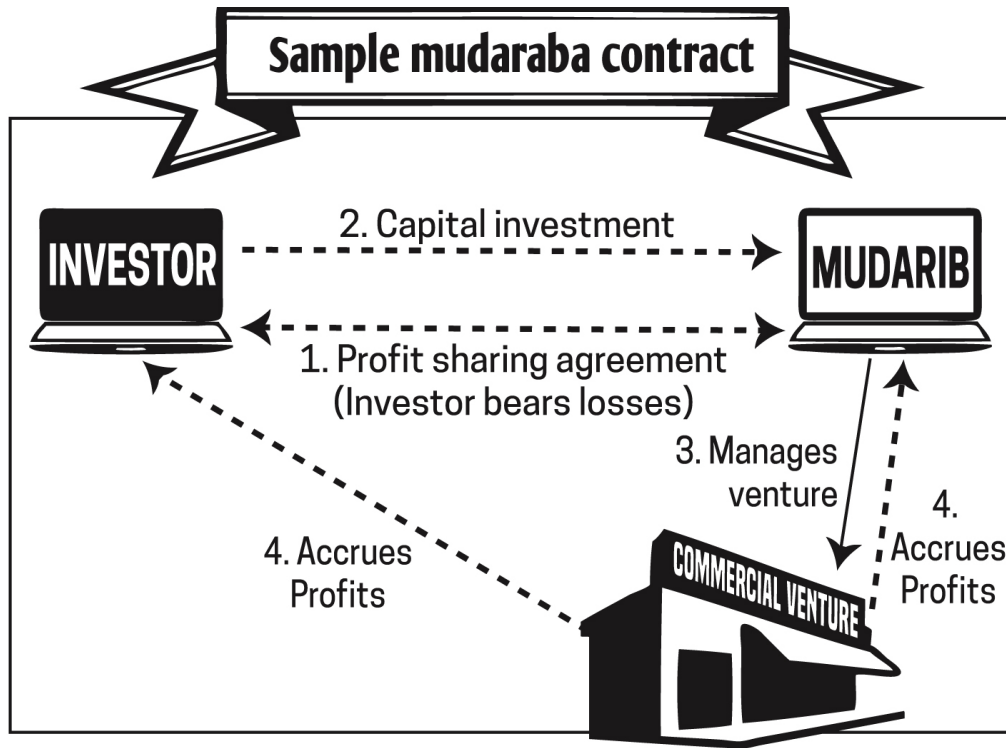 Sample mudaraba contract
INVESTOR
2. Capital investment
MUDARIB
1. Profit sharing agreement
(Investor bears losses)
3. Manages
venture
4. Accrues
Profits
4.
Accrues
Profits
COMMERCIAL VENTURE